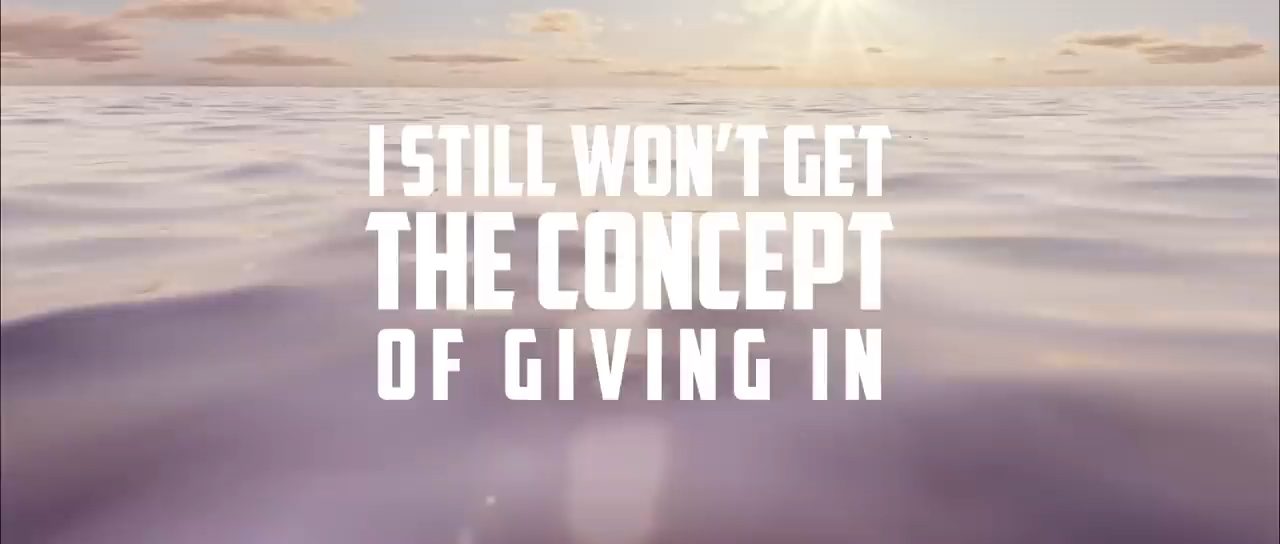 I STILL WON'T GET
THE CONCEPT
OF GIVING IN